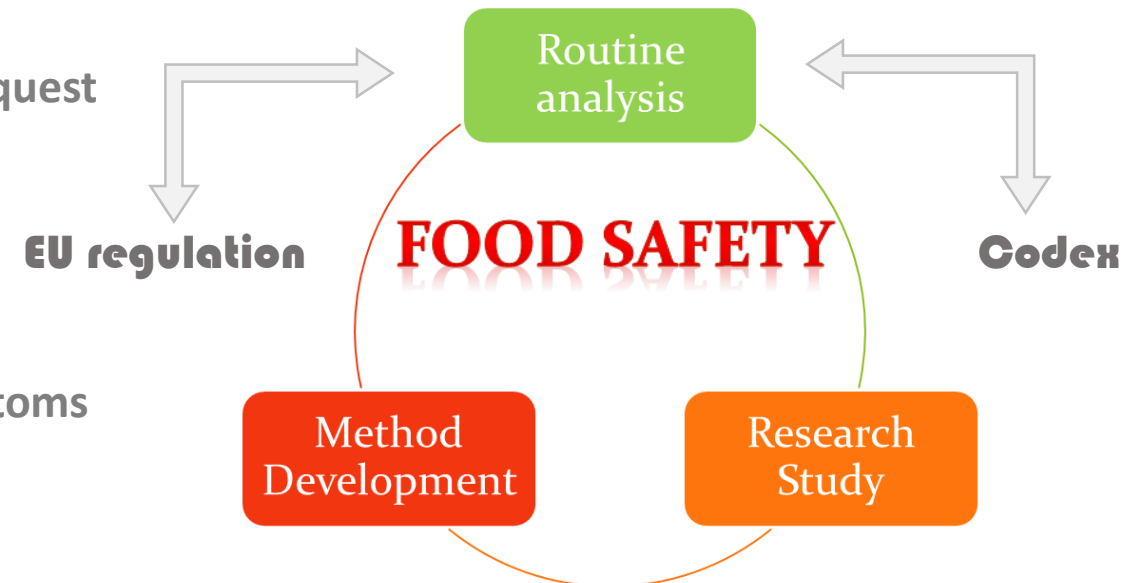 Routine
analysis
quest
EU regulation
FOOD SAFETY
Codex
toms
Method
Development
Research
Study